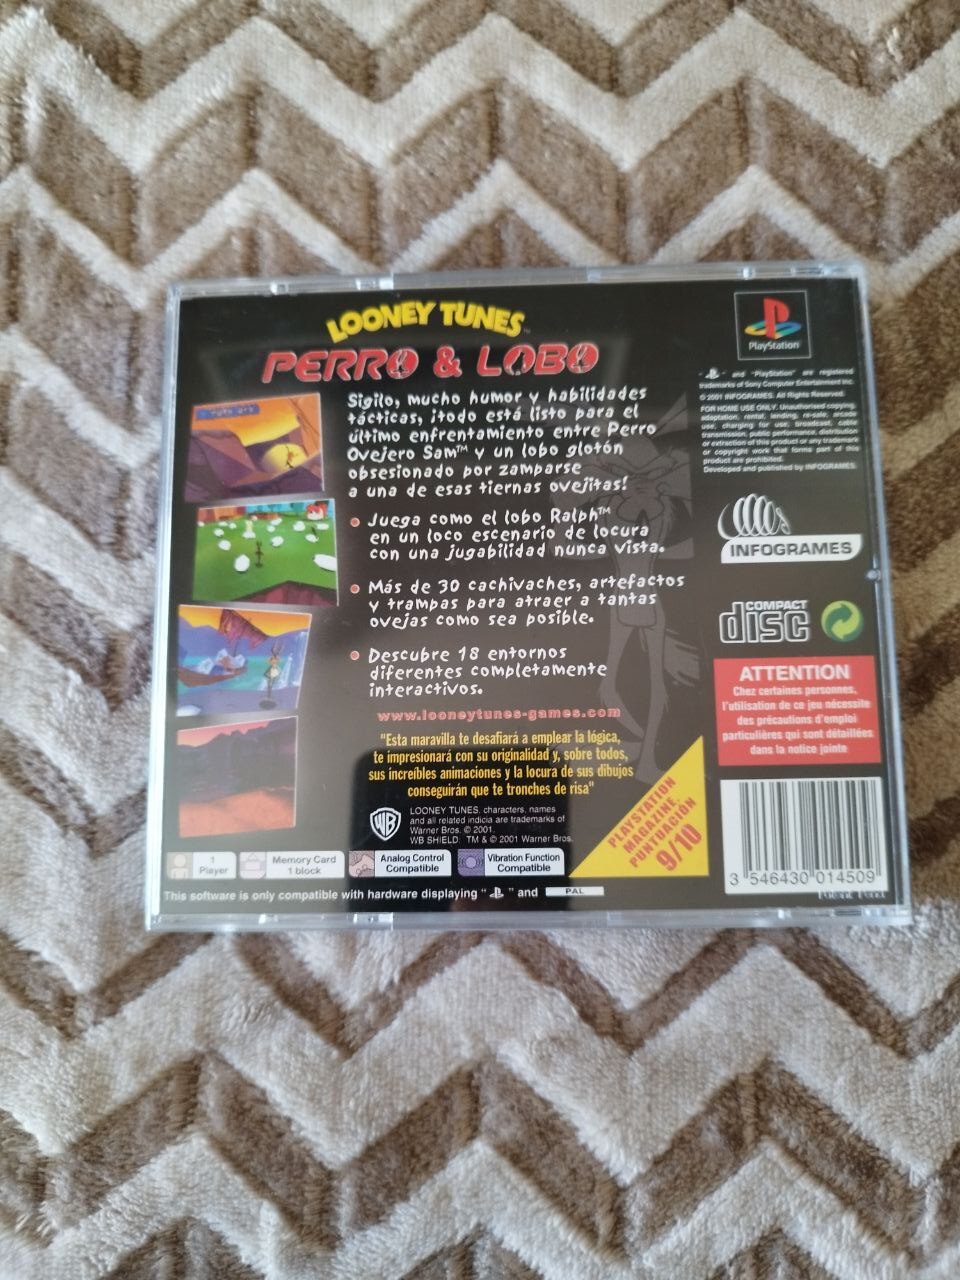 LOONEY TUNES
PERRO & LOBO
Sigilo, mucho humor y habilidades
tácticas, ¡todo está listo para el
último enfrentamiento entre Perro
Ovejero Sam™ y un lobo glotón
obsesionado por zamparse
a una de esas tiernas ovejitas!
Juega como el lobo Ralph™
en un loco escenario de locura
con una jugabilidad nunca vista.
Más de 30 cachivaches, artefactos
y trampas para atraer a tantas
ovejas como sea posible.
Descubre 18 entornos
diferentes completamente
interactivos.
www.looneytunes-games.com
"Esta maravilla te desafiará a emplear la lógica,
te impresionará con su originalidad y, sobre todos,
sus increíbles animaciones y la locura de sus dibujos
conseguirán que te tronches de risa"
PLAYSTATION
MAGAZINE -
PUNTUACIÓN
9/10
WB
LOONEY TUNES, characters, names
and all related indicia are trademarks of
Warner Bros. © 2001.
WB SHIELD: TM & © 2001 Warner Bros.
1
Player
Memory Card
1 block
Analog Control
Compatible
Vibration Function
Compatible
This software is only compatible with hardware displaying " " and PAL
PlayStation
" " and "PlayStation" are registered
trademarks of Sony Computer Entertainment Inc.
© 2001 INFOGRAMES. All Rights Reserved.
FOR HOME USE ONLY. Unauthorised copying,
adaptation, rental, lending, re-sale, arcade
use, charging for use, broadcast, cable
transmission, public performance, distribution
or extraction of this product or any trademark
or copyright work that forms part of this
product are prohibited.
Developed and published by INFOGRAMES.
INFOGRAMES
COMPACT
disc
ATTENTION
Chez certaines personnes,
l'utilisation de ce jeu nécessite
des précautions d'emploi
particulières qui sont détaillées
dans la notice jointe
3 546430 014509